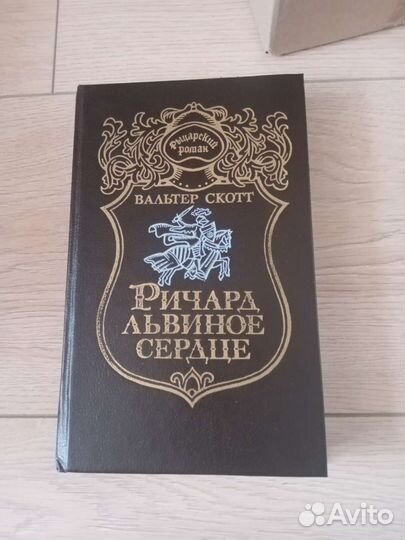 Рыцарский
роман
ВАЛЬТЕР СКОТТ
РИЧАРД
ЛЬВИНОЕ
СЕРДЦЕ
Avito